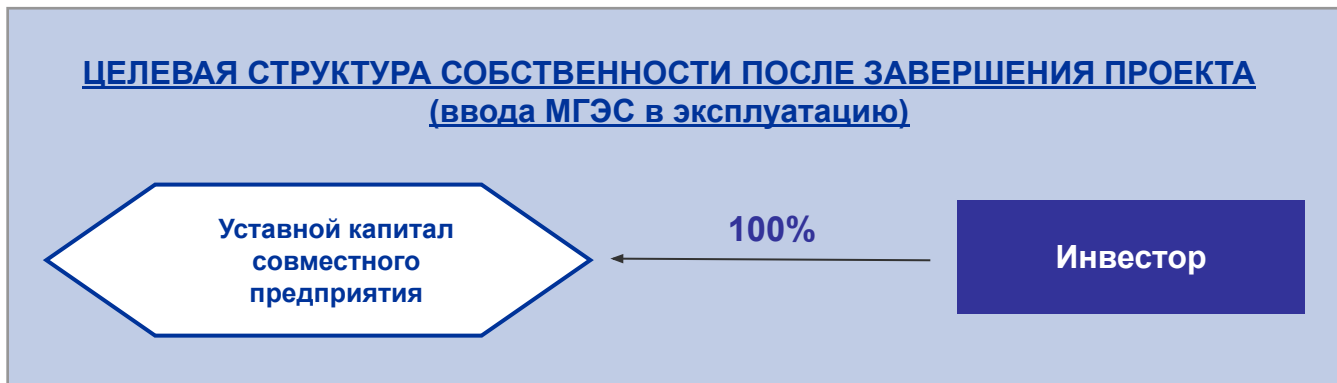 ЦЕЛЕВАЯ СТРУКТУРА СОБСТВЕННОСТИ ПОСЛЕ ЗАВЕРШЕНИЯ ПРОЕКТА
(ввода МГЭС в эксплуатацию)
Уставной капитал
совместного
предприятия
100%
Инвестор